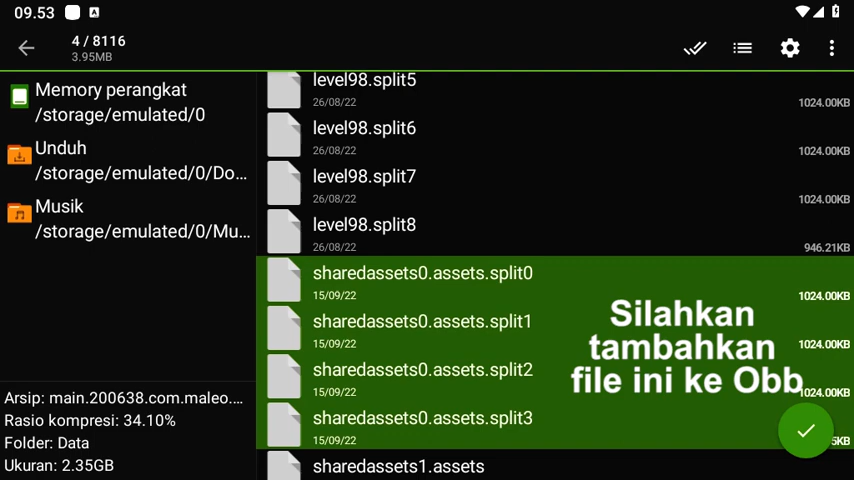 09.53
4 / 8116
3.95MB
Memory perangkat
/storage/emulated/0
Unduh
/storage/emulated/0/Do...
Musik
/storage/emulated/0/Mu...
Arsip: main.200638.com.maleo....
Rasio kompresi: 34.10%
Folder: Data
Ukuran: 2.35GB
level98.split5
26/08/22
1024.00KB
level98.split6
26/08/22
1024.00KB
level98.split7
26/08/22
1024.00KB
level98.split8
26/08/22
946.21KB
sharedassets0.assets.split0
15/09/22
1024.00KB
sharedassets0.assets.split1
15/09/22
1024.00KB
sharedassets0.assets.split2
15/09/22
1024.00KB
sharedassets0.assets.split3
15/09/22
5KB
sharedassets1.assets
Silahkan
tambahkan
file ini ke Obb